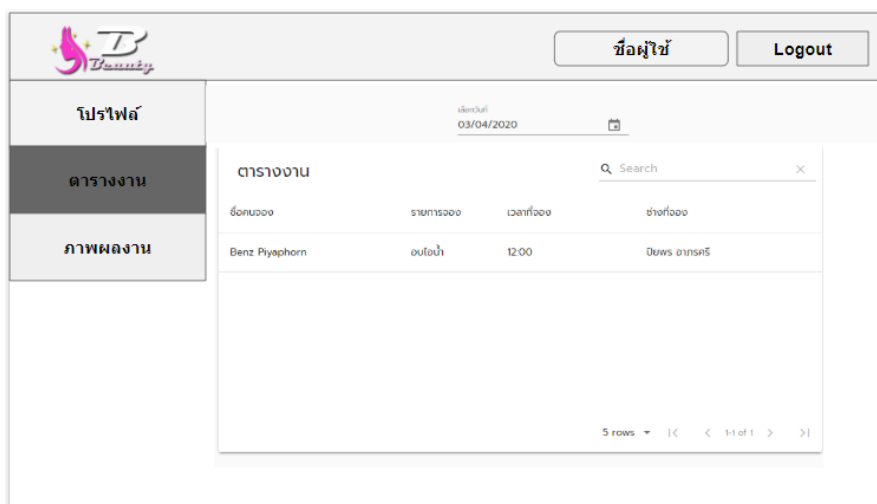 B
Beauty
ชื่อผู้ใช้
Logout
โปรไฟล์
ตารางงาน
ภาพผลงาน
เลือกวันที่
03/04/2020
ตารางงาน
Search
ชื่อคนจอง รายการจอง เวลาที่จอง ช่างที่จอง
Benz Piyaphorn อบไอน้ำ 12:00 ปิยพร อาภรศรี
5 rows 1-1 of 1